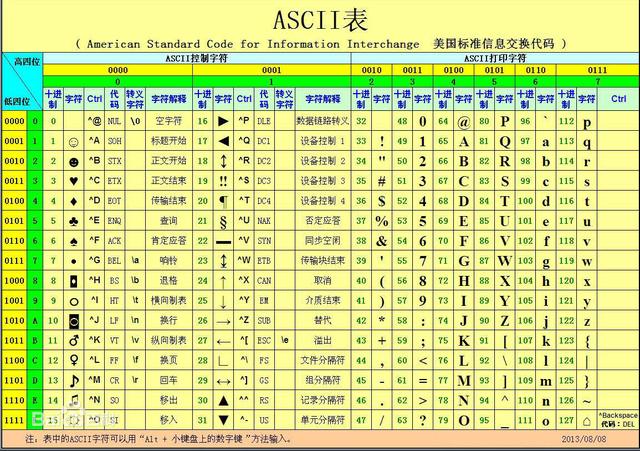 ASCII表
( American Standard Code for Information Interchange 美国标准信息交换代码 )
高四位 ASCII控制字符 ASCII打印字符
0000 0001 0010 0011 0100 0101 0110 0111
0 1 2 3 4 5 6 7
低四位 十进制 字符 Ctrl 代码 转义字符 字符解释 十进制 字符 Ctrl 代码 转义字符 字符解释 十进制 字符 十进制 字符 十进制 字符 十进制 字符 十进制 字符 十进制 字符 Ctrl
0000 0 0 ^@ NUL \0 空字符 16 ► ^P DLE 数据链路转义 32 48 0 64 @ 80 P 96 ` 112 p
0001 1 1 ☺ ^A SOH 标题开始 17 ◄ ^Q DC1 设备控制 1 33 ! 49 1 65 A 81 Q 97 a 113 q
0010 2 2 ☻ ^B STX 正文开始 18 ↕ ^R DC2 设备控制 2 34 " 50 2 66 B 82 R 98 b 114 r
0011 3 3 ♥ ^C ETX 正文结束 19 ‼ ^S DC3 设备控制 3 35 # 51 3 67 C 83 S 99 c 115 s
0100 4 4 ♦ ^D EOT 传输结束 20 ¶ ^T DC4 设备控制 4 36 $ 52 4 68 D 84 T 100 d 116 t
0101 5 5 ♣ ^E ENQ 查询 21 § ^U NAK 否定应答 37 % 53 5 69 E 85 U 101 e 117 u
0110 6 6 ♠ ^F ACK 肯定应答 22 ▬ ^V SYN 同步空闲 38 & 54 6 70 F 86 V 102 f 118 v
0111 7 7 • ^G BEL \a 响铃 23 ↨ ^W ETB 传输块结束 39 ' 55 7 71 G 87 W 103 g 119 w
1000 8 8 ◘ ^H BS \b 退格 24 ↑ ^X CAN 取消 40 ( 56 8 72 H 88 X 104 h 120 x
1001 9 9 ○ ^I HT \t 横向制表 25 ↓ ^Y EM 介质结束 41 ) 57 9 73 I 89 Y 105 i 121 y
1010 A 10 ◙ ^J LF \n 换行 26 → ^Z SUB 替代 42 * 58 : 74 J 90 Z 106 j 122 z
1011 B 11 ♂ ^K VT \v 纵向制表 27 ← ^[ ESC \e 溢出 43 + 59 ; 75 K 91 [ 107 k 123 {
1100 C 12 ♀ ^L FF \f 换页 28 ∟ ^\ FS 文件分隔符 44 , 60 < 76 L 92 \ 108 l 124 |
1101 D 13 ♪ ^M CR \r 回车 29 ↔ ^] GS 组分隔符 45 - 61 = 77 M 93 ] 109 m 125 }
1110 E 14 ♫ ^N SO 移出 30 ▲ ^^ RS 记录分隔符 46 . 62 > 78 N 94 ^ 110 n 126 ~
1111 F 15 ^O SI 移入 31 ▼ ^- US 单元分隔符 47 / 63 ? 79 O 95 _ 111 o 127 ⌂ ^Backspace 代码：DEL
注：表中的ASCII字符可以用“Alt + 小键盘上的数字键”方法输入。 2013/08/08